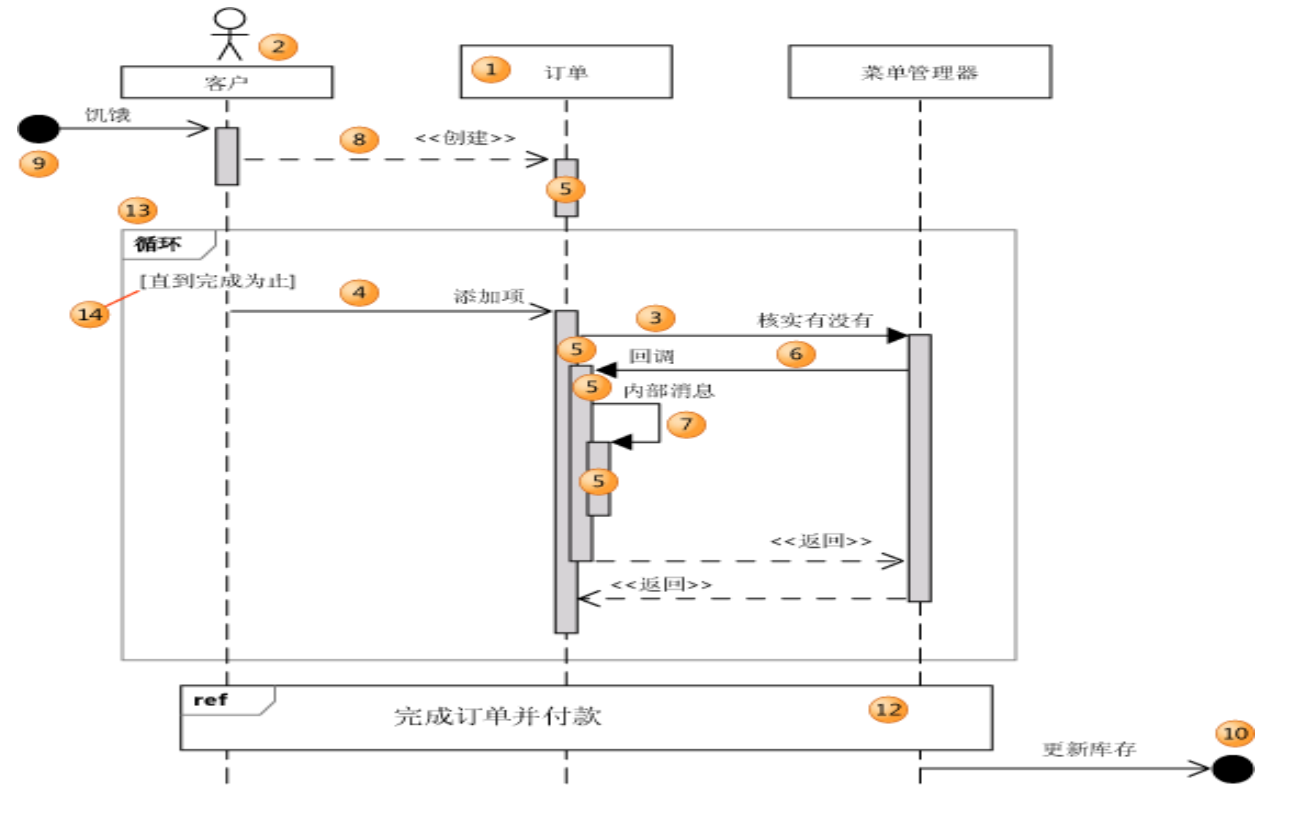 2
客户
1 订单
菜单管理器
饥饿
9
8 <<创建>>
5
13
循环
[直到完成为止]
14
4 添加项
3 核实有没有
5
回调 6
5 内部消息
7
5
<<返回>>
<<返回>>
ref
完成订单并付款 12
10
更新库存